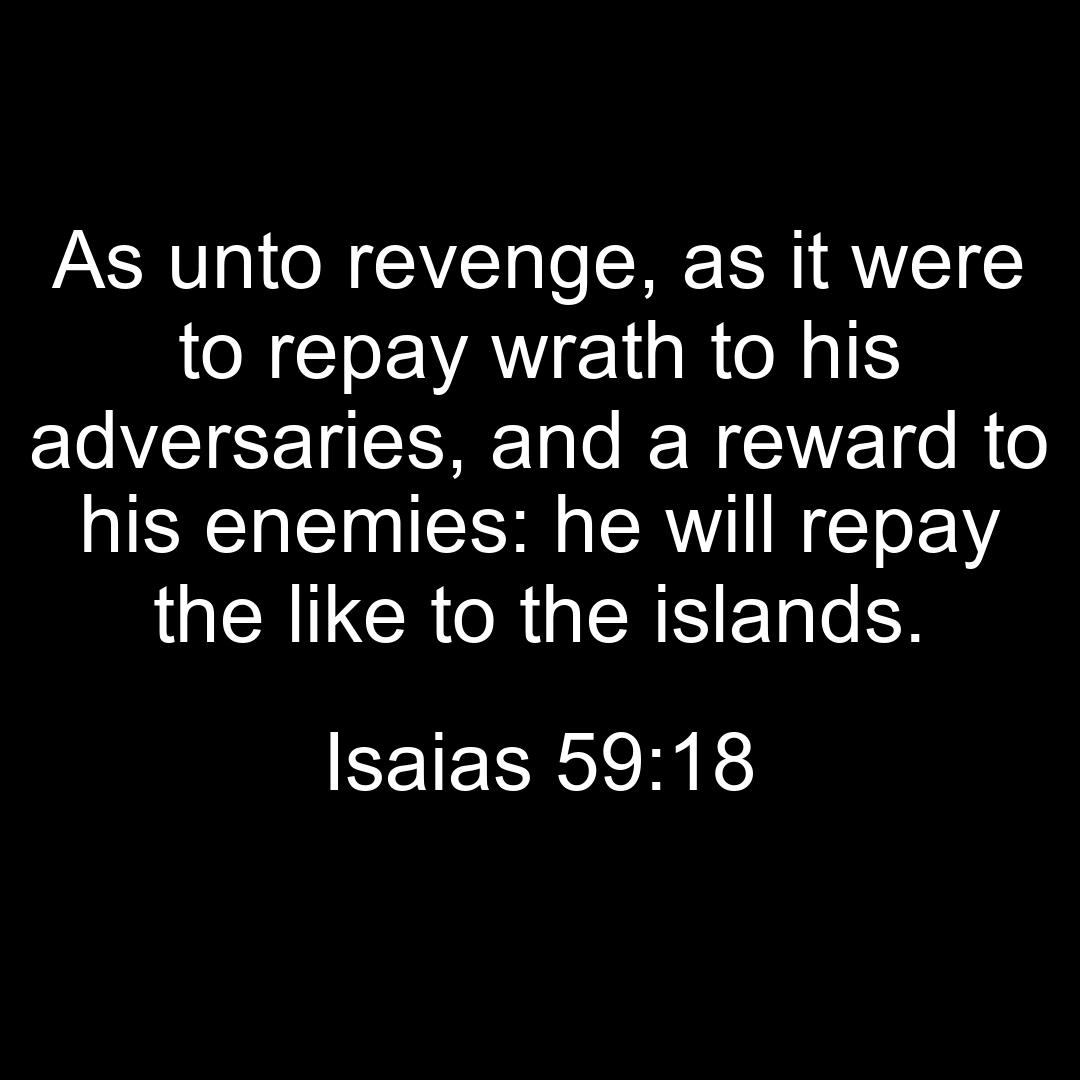 As unto revenge, as it were
to repay wrath to his
adversaries, and a reward to
his enemies: he will repay
the like to the islands.
Isaias 59:18